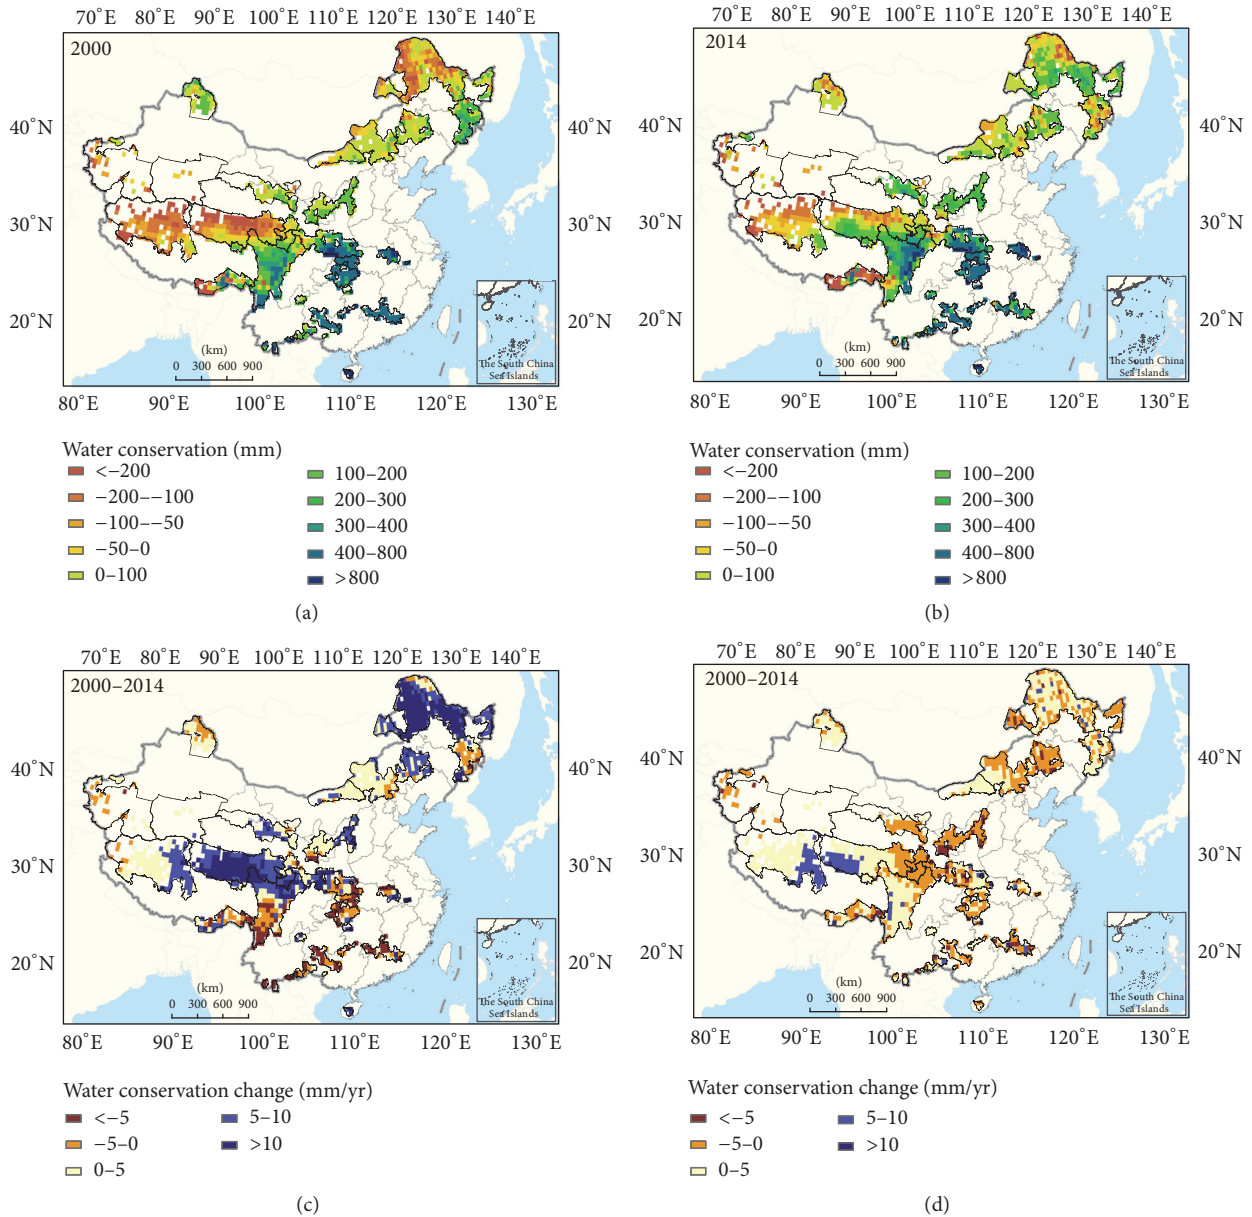 70°E 80°E 90°E 100°E 110°E 120°E 130°E 140°E
2000
40°N 40°N
30°N 30°N
20°N 20°N
(km)
0 300 600 900
The South China
Sea Islands
80°E 90°E 100°E 110°E 120°E 130°E
Water conservation (mm)
<−200
−200–−100
−100–−50
−50–0
0–100
100–200
200–300
300–400
400–800
>800
(a)
70°E 80°E 90°E 100°E 110°E 120°E 130°E 140°E
2014
40°N 40°N
30°N 30°N
20°N 20°N
(km)
0 300 600 900
The South China
Sea Islands
80°E 90°E 100°E 110°E 120°E 130°E
Water conservation (mm)
<−200
−200–−100
−100–−50
−50–0
0–100
100–200
200–300
300–400
400–800
>800
(b)
70°E 80°E 90°E 100°E 110°E 120°E 130°E 140°E
2000–2014
40°N 40°N
30°N 30°N
20°N 20°N
(km)
0 300 600 900
The South China
Sea Islands
80°E 90°E 100°E 110°E 120°E 130°E
Water conservation change (mm/yr)
<−5
−5–0
0–5
5–10
>10
(c)
70°E 80°E 90°E 100°E 110°E 120°E 130°E 140°E
2000–2014
40°N 40°N
30°N 30°N
20°N 20°N
(km)
0 300 600 900
The South China
Sea Islands
80°E 90°E 100°E 110°E 120°E 130°E
Water conservation change (mm/yr)
<−5
−5–0
0–5
5–10
>10
(d)